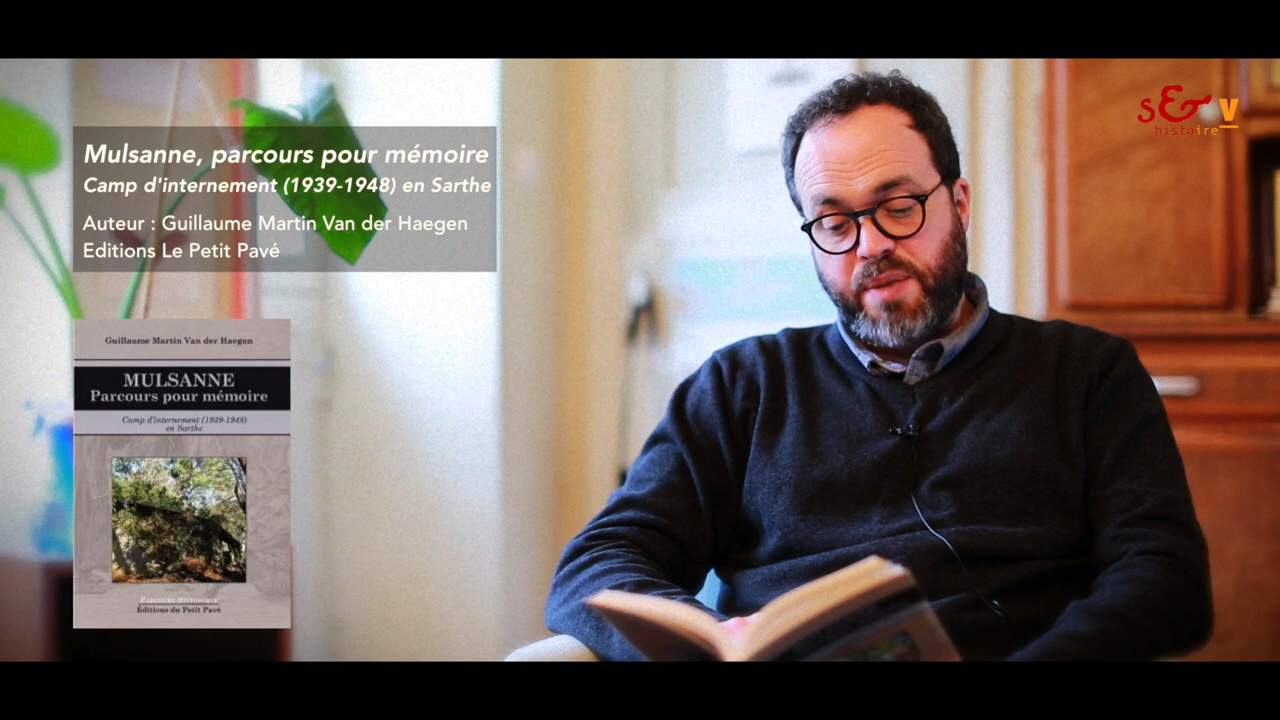 Mulsanne, parcours pour mémoire
Camp d'internement (1939-1948) en Sarthe
Auteur : Guillaume Martin Van der Haegen
Editions Le Petit Pavé
s& v
histoire
Guillaume Martin Van der Haegen
MULSANNE
Parcours pour mémoire
Camp d'internement (1939-1948)
en Sarthe
PARCOURS HISTORIQUE
Éditions du Petit Pavé